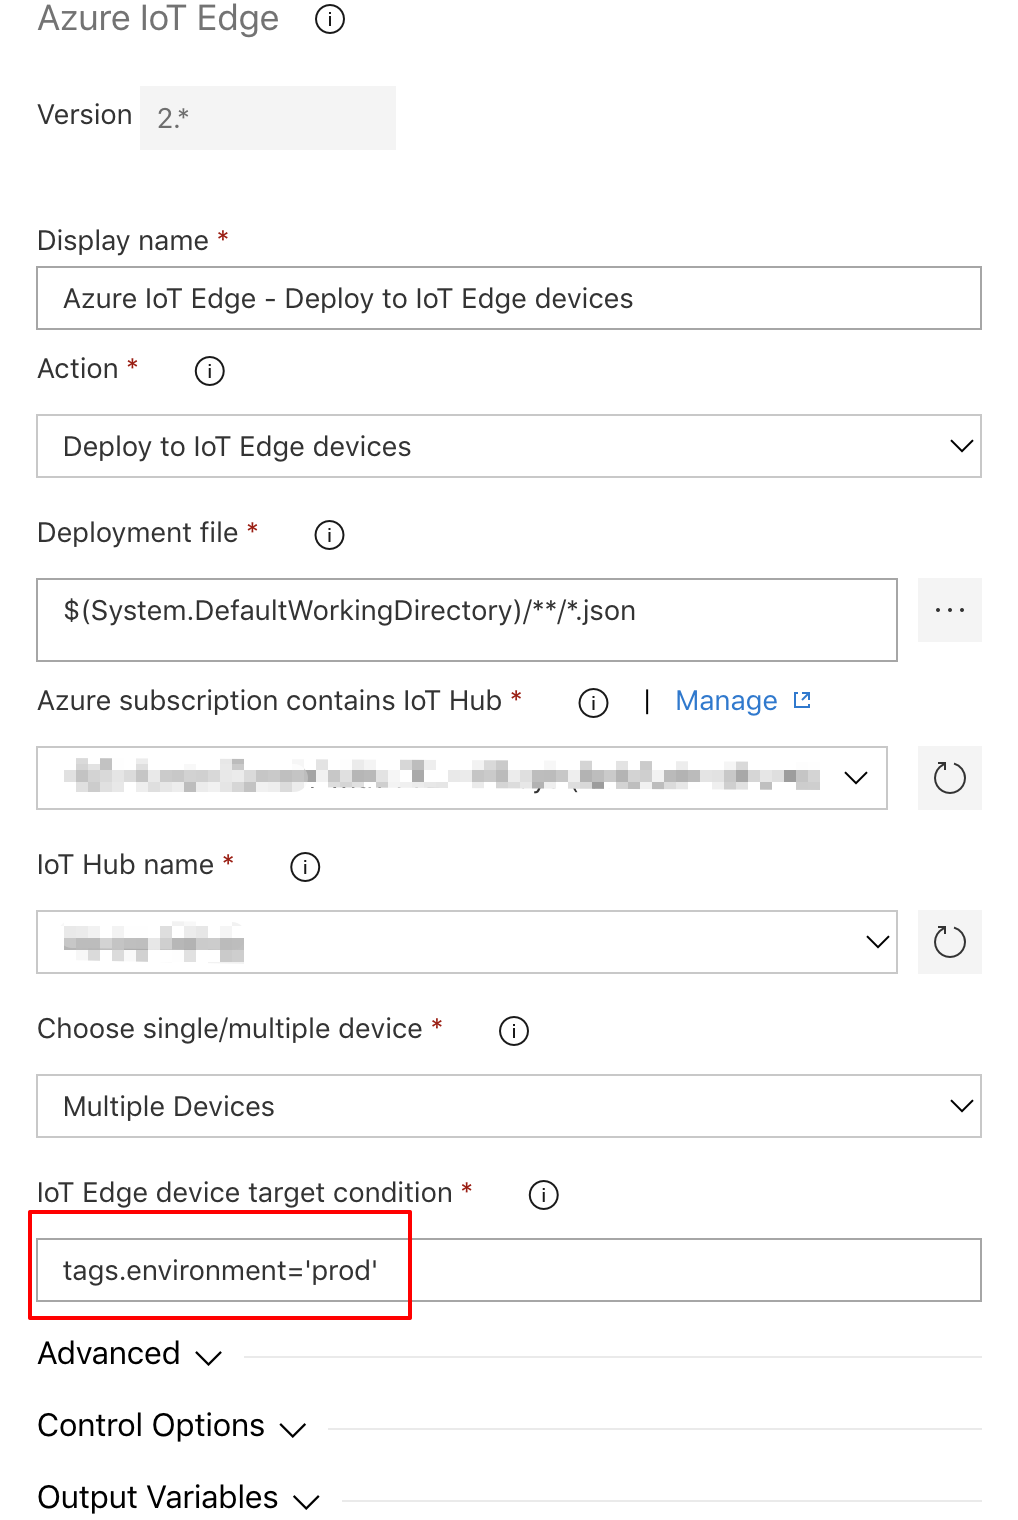 Azure IoT Edge
Version 2.*
Display name *
Azure IoT Edge - Deploy to IoT Edge devices
Action *
Deploy to IoT Edge devices
Deployment file *
$(System.DefaultWorkingDirectory)/**/*.json
...
Azure subscription contains IoT Hub * | Manage
IoT Hub name *
Choose single/multiple device *
Multiple Devices
IoT Edge device target condition *
tags.environment='prod'
Advanced
Control Options
Output Variables